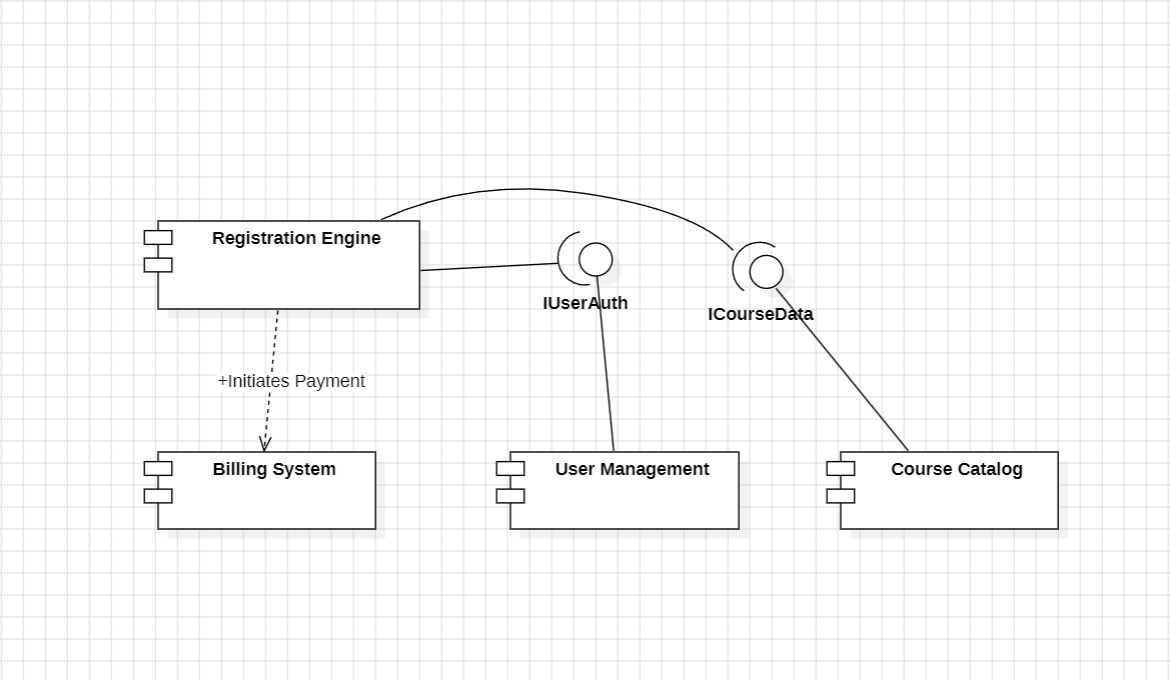 Registration Engine
IUserAuth
ICourseData
+Initiates Payment
Billing System
User Management
Course Catalog